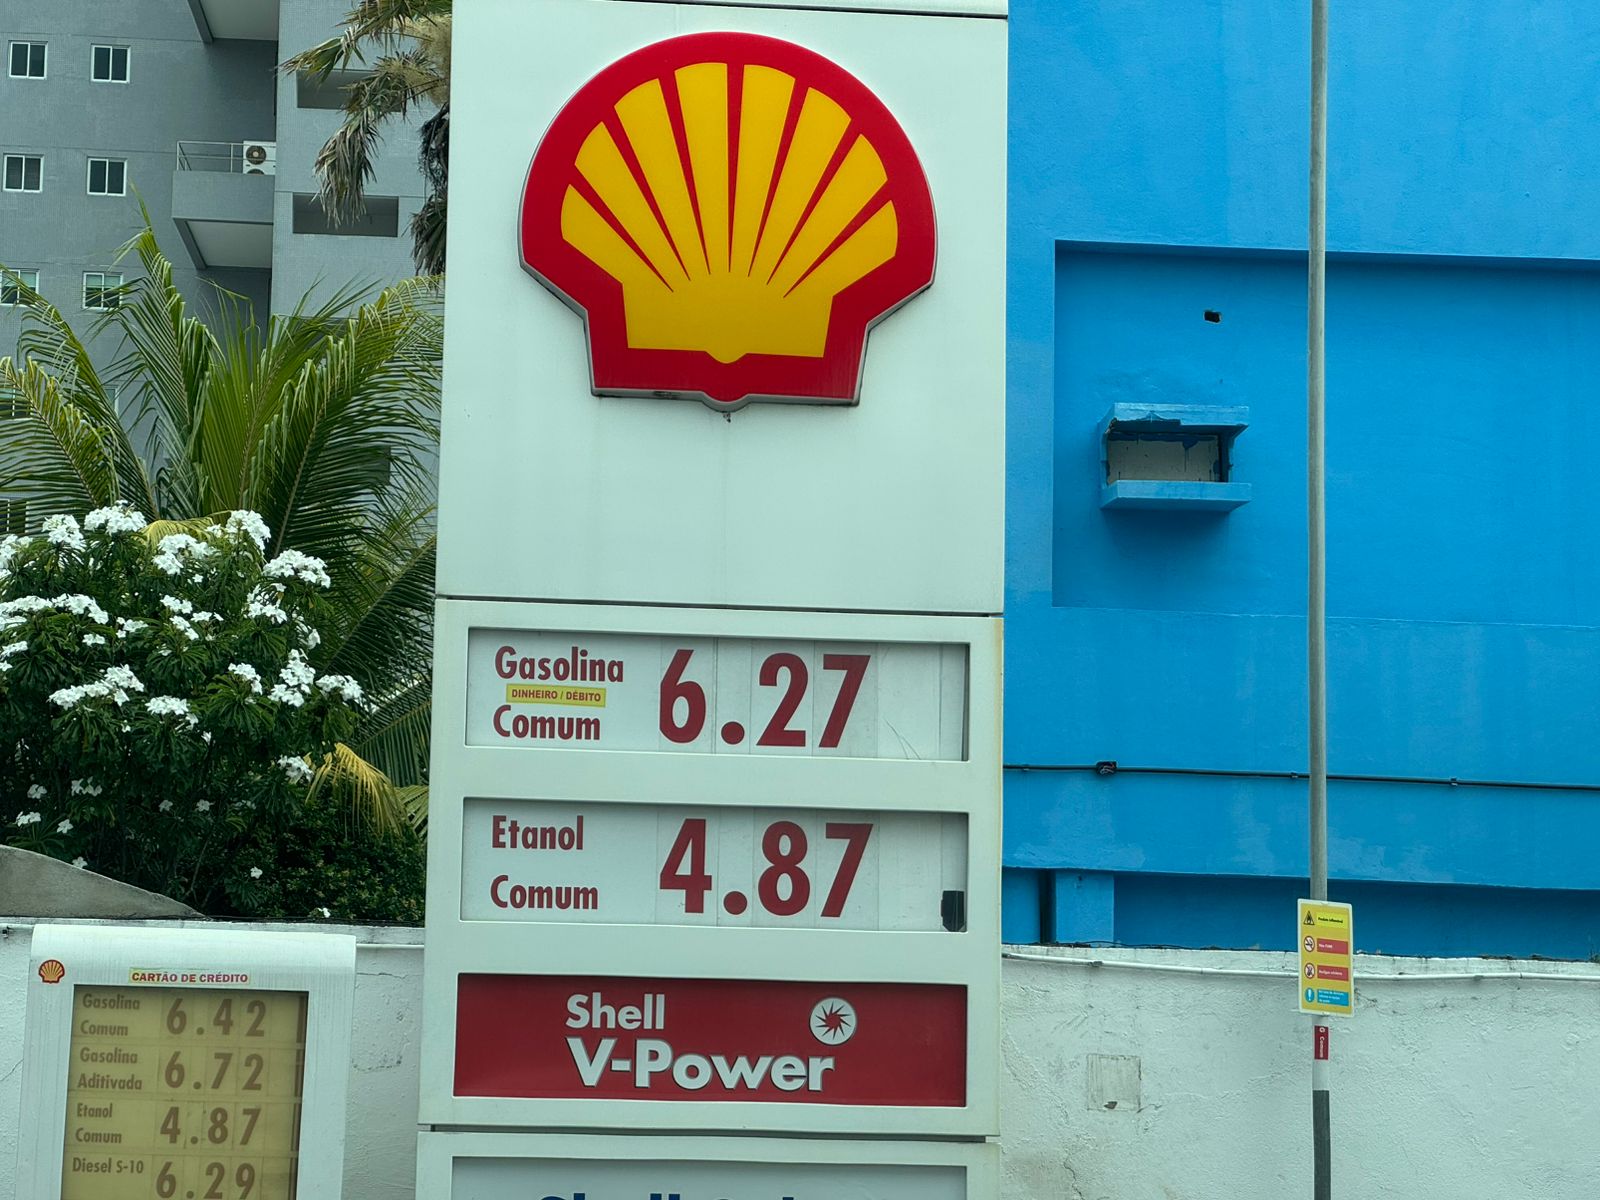 Gasolina
DINHEIRO / DÉBITO
Comum
6.27
Etanol
Comum
4.87
Shell
V-Power
CARTÃO DE CRÉDITO
Gasolina
Comum
6.42
Gasolina
Aditivada
6.72
Etanol
Comum
4.87
Diesel S-10
6.29
Comum